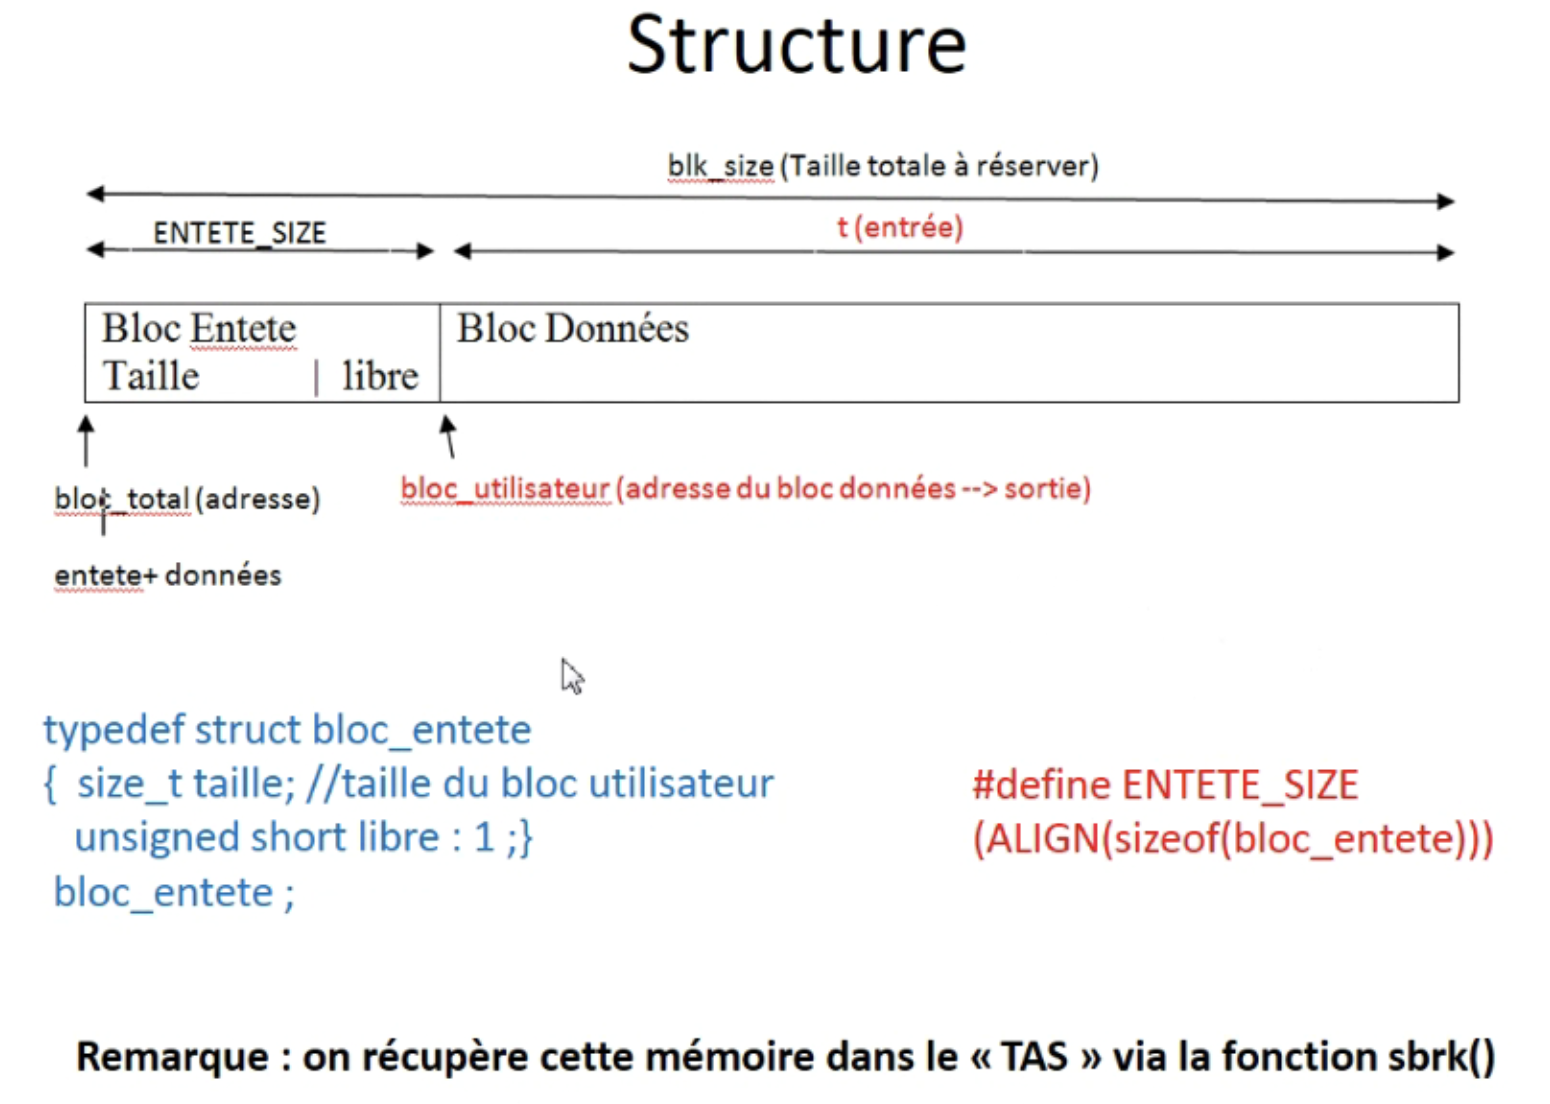 Structure
blk_size (Taille totale à réserver)
ENTETE_SIZE
t (entrée)
Bloc Entete
Taille | libre
Bloc Données
bloc_total (adresse)
bloc_utilisateur (adresse du bloc données --> sortie)
entete+ données
typedef struct bloc_entete
{ size_t taille; //taille du bloc utilisateur
unsigned short libre : 1 ;}
bloc_entete ;
#define ENTETE_SIZE
(ALIGN(sizeof(bloc_entete)))
Remarque : on récupère cette mémoire dans le « TAS » via la fonction sbrk()